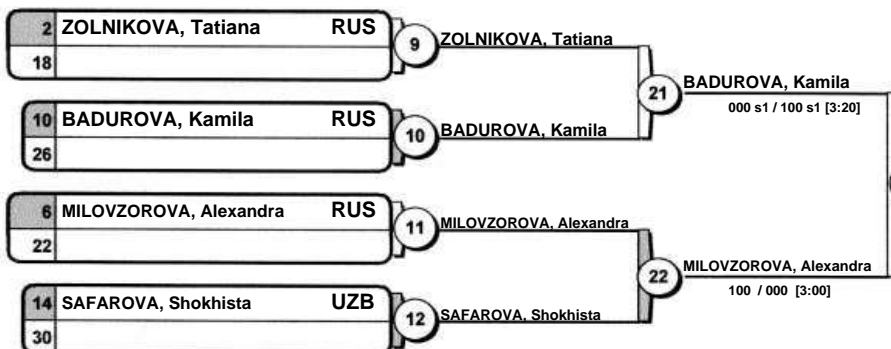 2 ZOLNIKOVA, Tatiana RUS
18
9
ZOLNIKOVA, Tatiana
10 BADUROVA, Kamila RUS
26
10
BADUROVA, Kamila
21
BADUROVA, Kamila
000 s1 / 100 s1 [3:20]
6 MILOVZOROVA, Alexandra RUS
22
11
MILOVZOROVA, Alexandra
14 SAFAROVA, Shokhista UZB
30
12
SAFAROVA, Shokhista
22
MILOVZOROVA, Alexandra
100 / 000 [3:00]